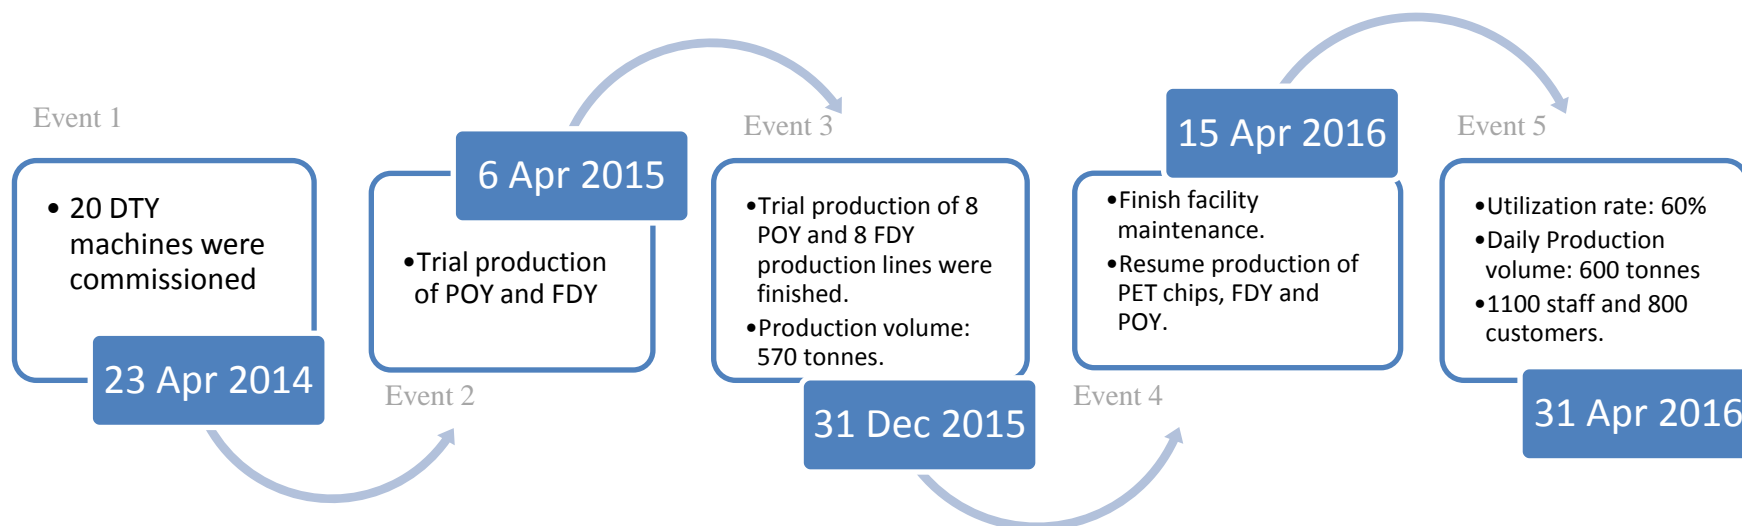 Event 1
• 20 DTY
machines were
commissioned
23 Apr 2014
6 Apr 2015
•Trial production
of POY and FDY
Event 2
Event 3
•Trial production of 8
POY and 8 FDY
production lines were
finished.
•Production volume:
570 tonnes.
31 Dec 2015
15 Apr 2016
•Finish facility
maintenance.
•Resume production of
PET chips, FDY and
POY.
Event 4
Event 5
•Utilization rate: 60%
•Daily Production
volume: 600 tonnes
•1100 staff and 800
customers.
31 Apr 2016